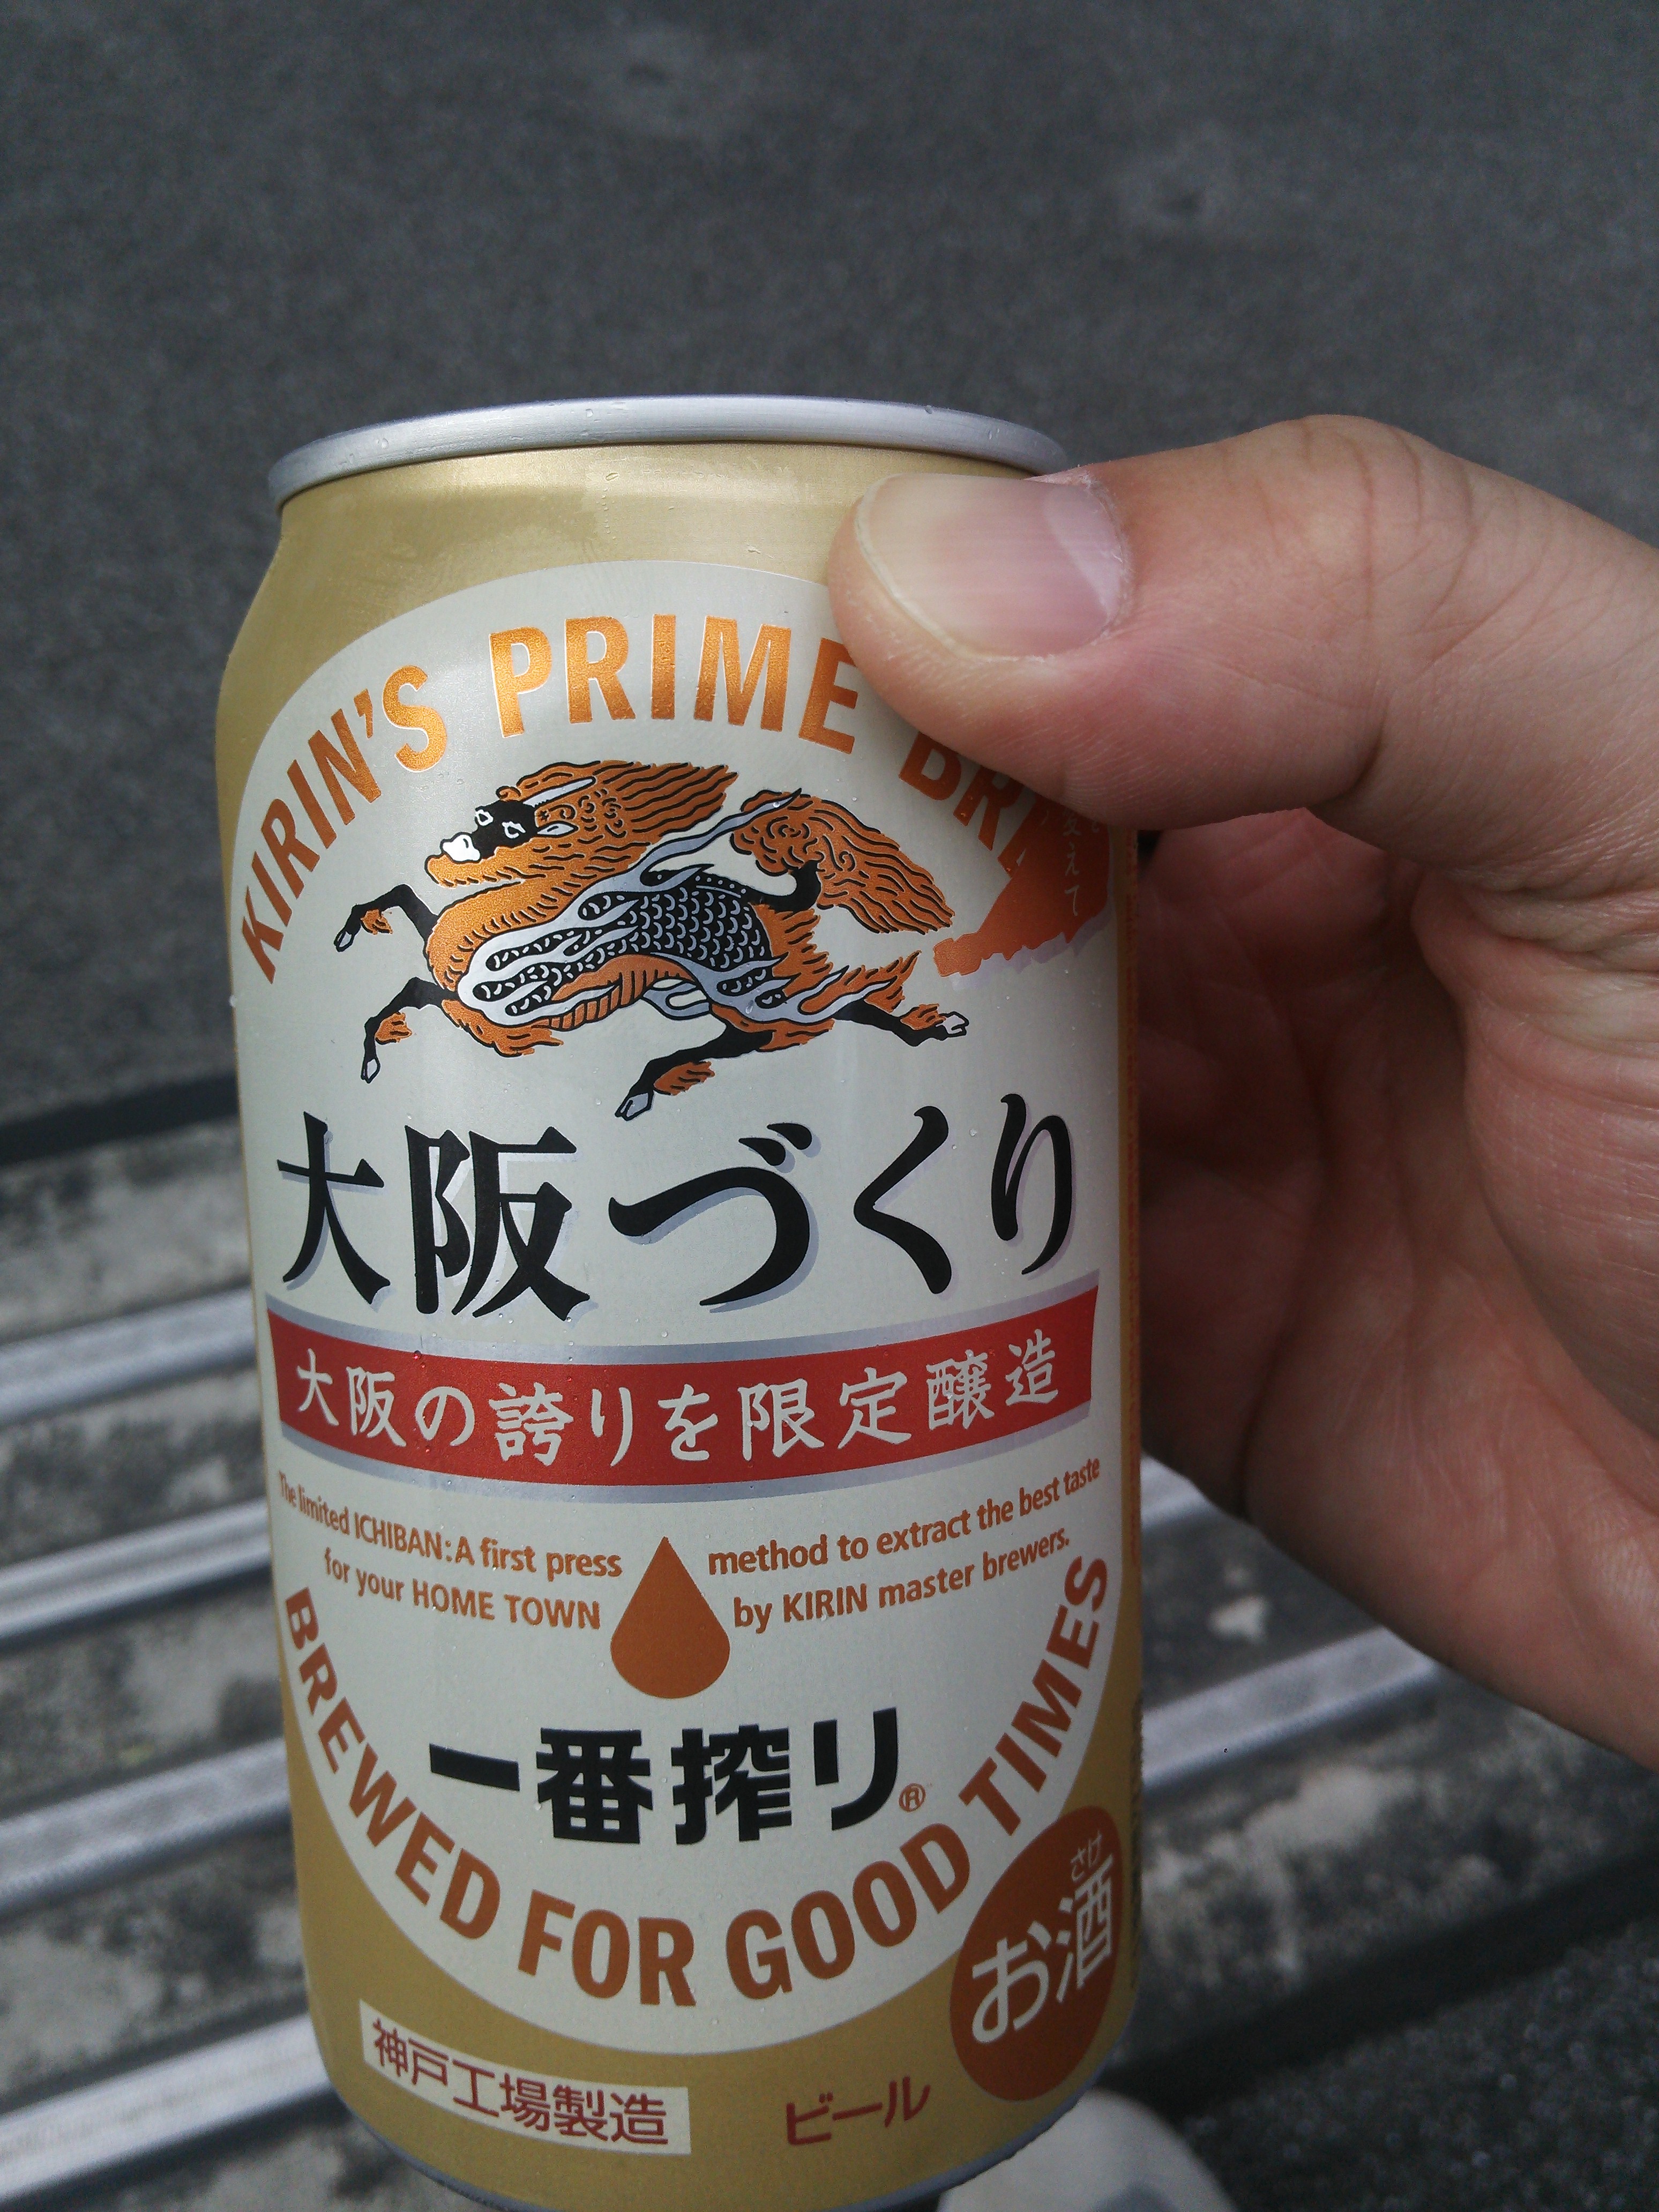 KIRIN'S PRIME
変えて
大阪づくり
大阪の誇りを限定醸造
The limited ICHIBAN: A first press method to extract the best taste
for your HOME TOWN by KIRIN master brewers.
一番搾り®
BREWED FOR GOOD TIMES
さけ
お酒
神戸工場製造
ビール